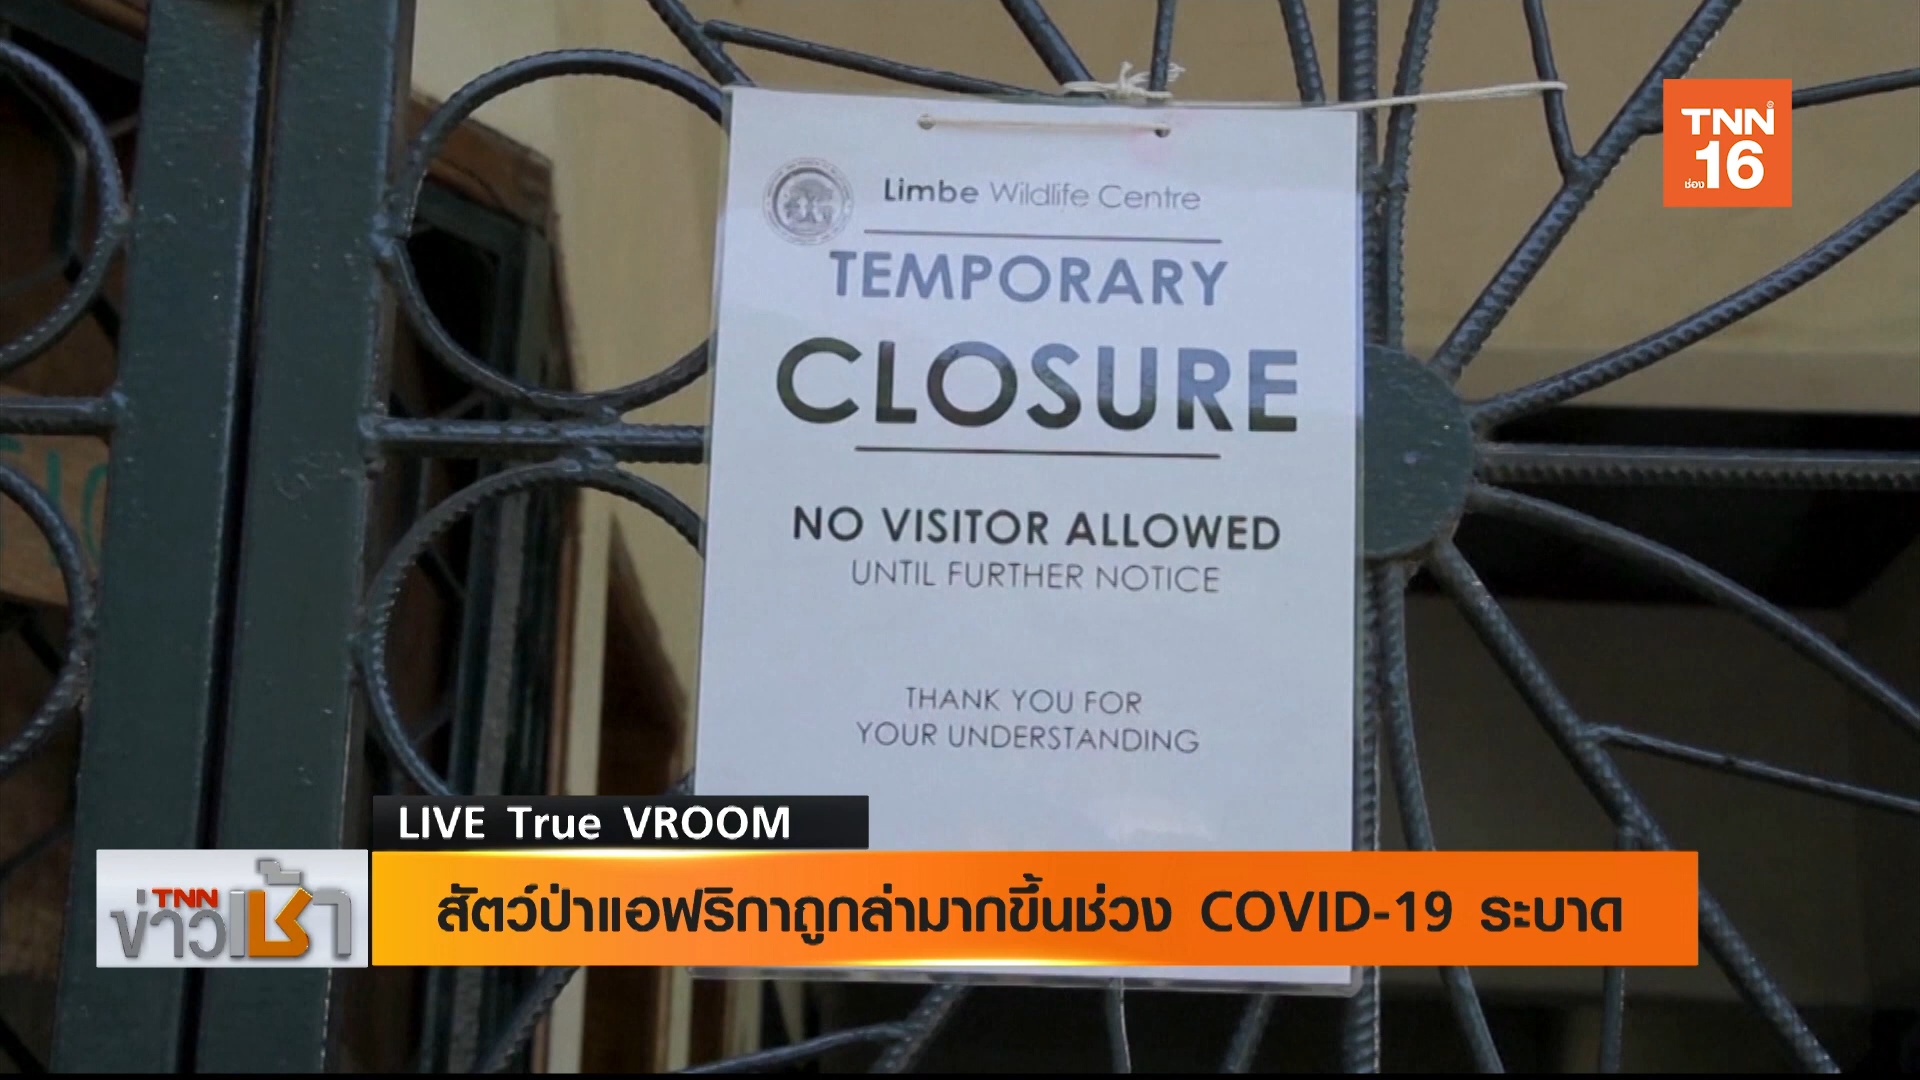 TNN
ช่อง 16
Limbe Wildlife Centre
TEMPORARY
CLOSURE
NO VISITOR ALLOWED
UNTIL FURTHER NOTICE
THANK YOU FOR
YOUR UNDERSTANDING
LIVE True VROOM
TNN
ข่าวเช้า
สัตว์ป่าแอฟริกาถูกล่ามากขึ้นช่วง COVID-19 ระบาด